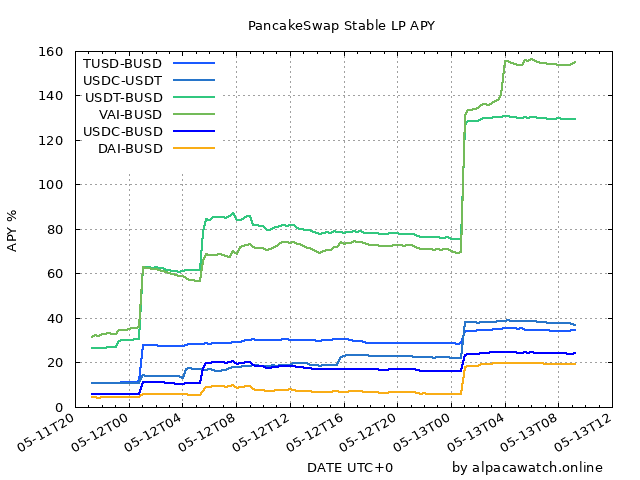 PancakeSwap Stable LP APY
160
140
120
100
80
60
40
20
0
APY %
TUSD-BUSD
USDC-USDT
USDT-BUSD
VAI-BUSD
USDC-BUSD
DAI-BUSD
05-11T20
05-12T00
05-12T04
05-12T08
05-12T12
05-12T16
05-12T20
05-13T00
05-13T04
05-13T08
05-13T12
DATE UTC+0
by alpacawatch.online